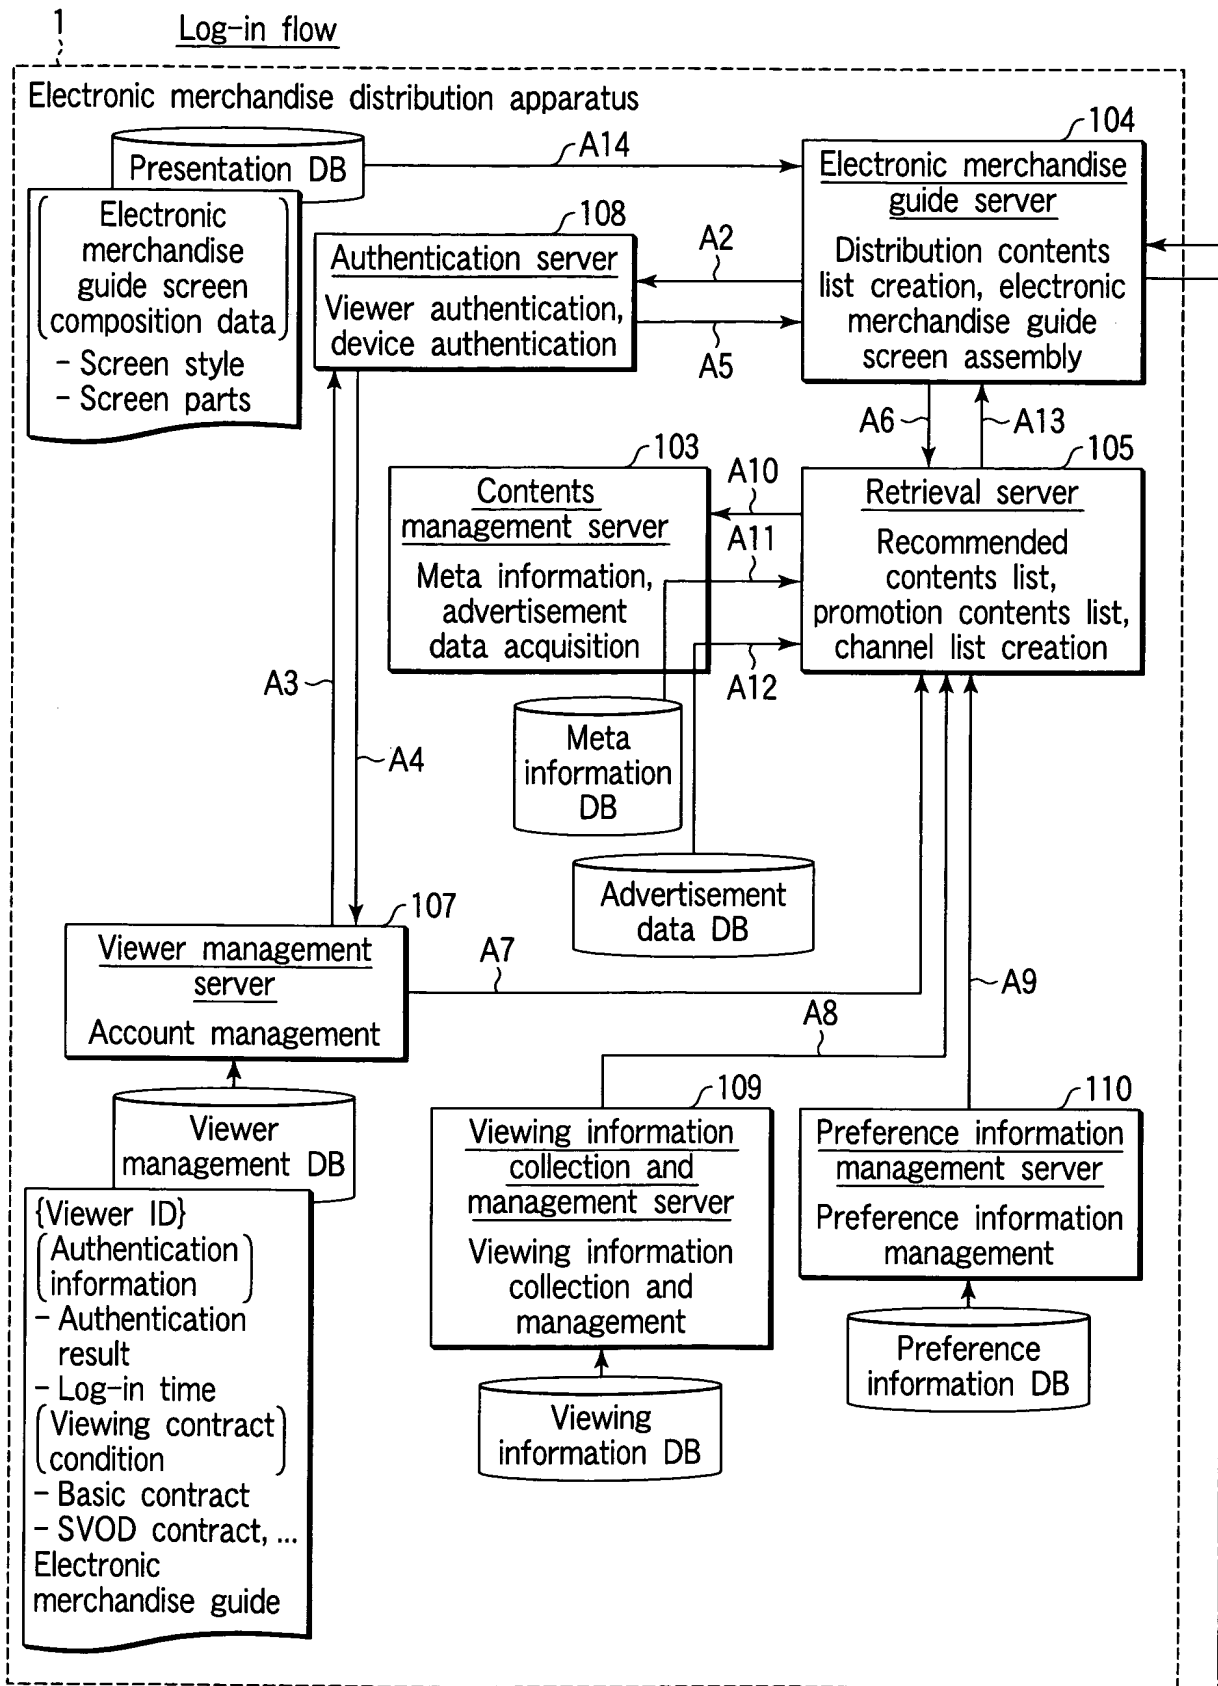 1
Log-in flow
Electronic merchandise distribution apparatus
Presentation DB
Electronic
merchandise
guide screen
composition data
- Screen style
- Screen parts
A14
104
Electronic merchandise
guide server
Distribution contents
list creation, electronic
merchandise guide
screen assembly
108
Authentication server
Viewer authentication,
device authentication
A2
A5
A6
A13
103
Contents
management server
Meta information,
advertisement
data acquisition
A10
A11
A12
105
Retrieval server
Recommended
contents list,
promotion contents list,
channel list creation
A3
A4
Meta
information
DB
Advertisement
data DB
107
Viewer management
server
Account management
A7
A8
A9
Viewer
management DB
{Viewer ID}
Authentication
information
- Authentication
result
- Log-in time
Viewing contract
condition
- Basic contract
- SVOD contract, ...
Electronic
merchandise guide
109
Viewing information
collection and
management server
Viewing information
collection and
management
Viewing
information DB
110
Preference information
management server
Preference information
management
Preference
information DB